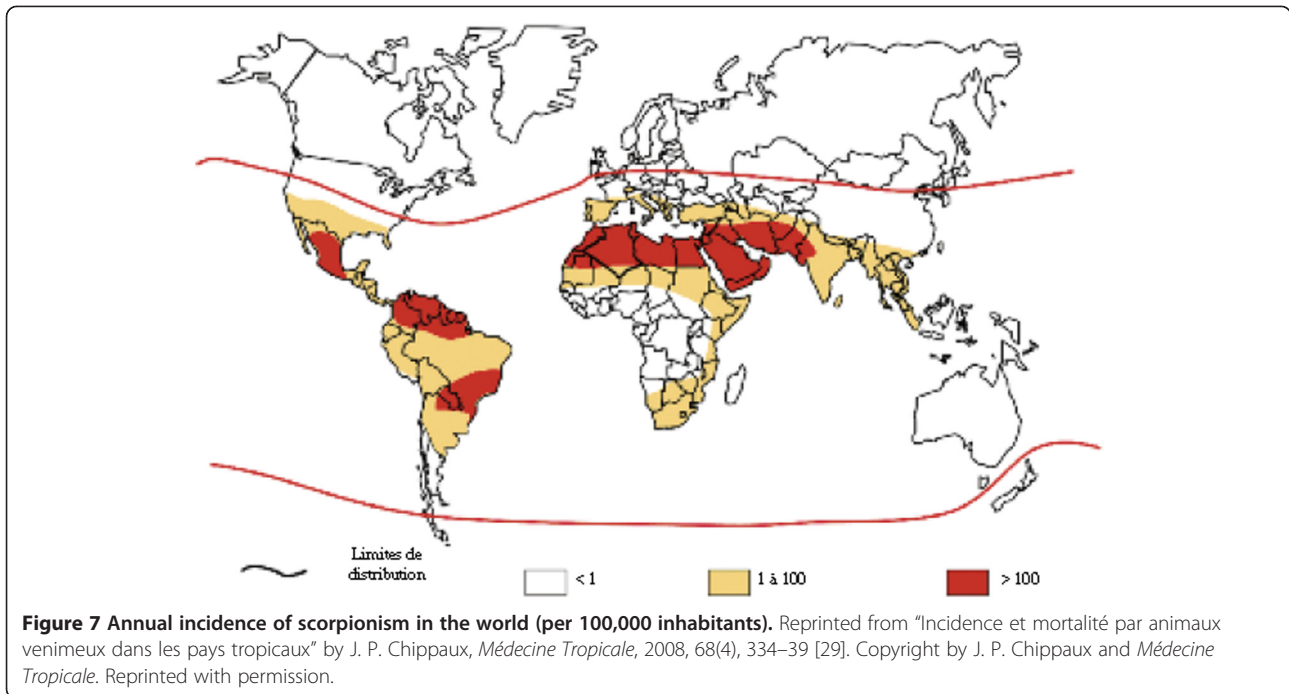 Limites de
distribution
< 1
1 à 100
> 100
Figure 7 Annual incidence of scorpionism in the world (per 100,000 inhabitants). Reprinted from “Incidence et mortalité par animaux
venimeux dans les pays tropicaux” by J. P. Chippaux, Médecine Tropicale, 2008, 68(4), 334–39 [29]. Copyright by J. P. Chippaux and Médecine
Tropicale. Reprinted with permission.